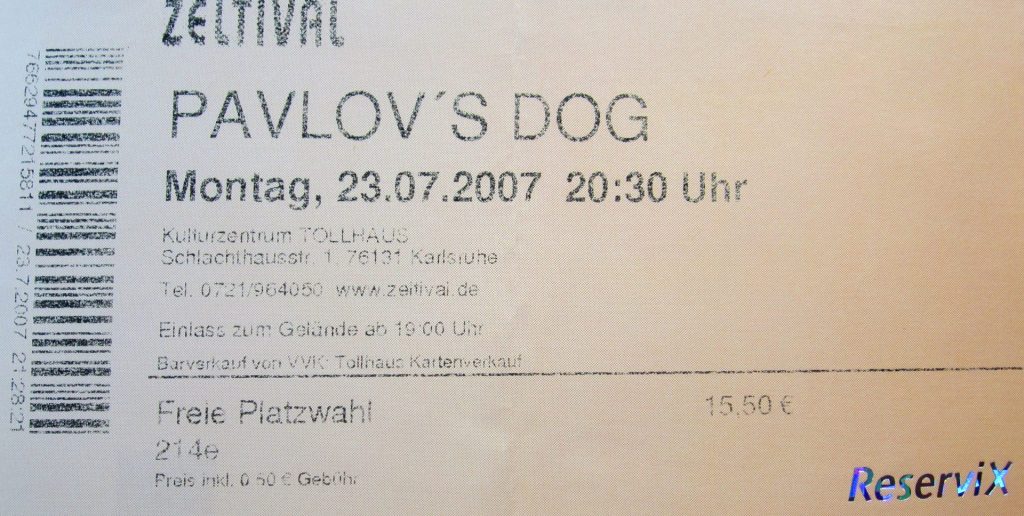 ZELTIVAL
PAVLOV´S DOG
Montag, 23.07.2007 20:30 Uhr
Kulturzentrum TOLLHAUS
Schlachthausstr. 1, 76131 Karlsruhe
Tel. 0721/964050 www.zeltival.de
Einlass zum Gelände ab 19:00 Uhr
Barverkauf von VVK: Tollhaus Kartenverkauf
Freie Platzwahl 15,50 €
214e
Preis inkl. 0,50 € Gebühr
ReserviX
76529477215811 / 23.7.2007 21:28:21